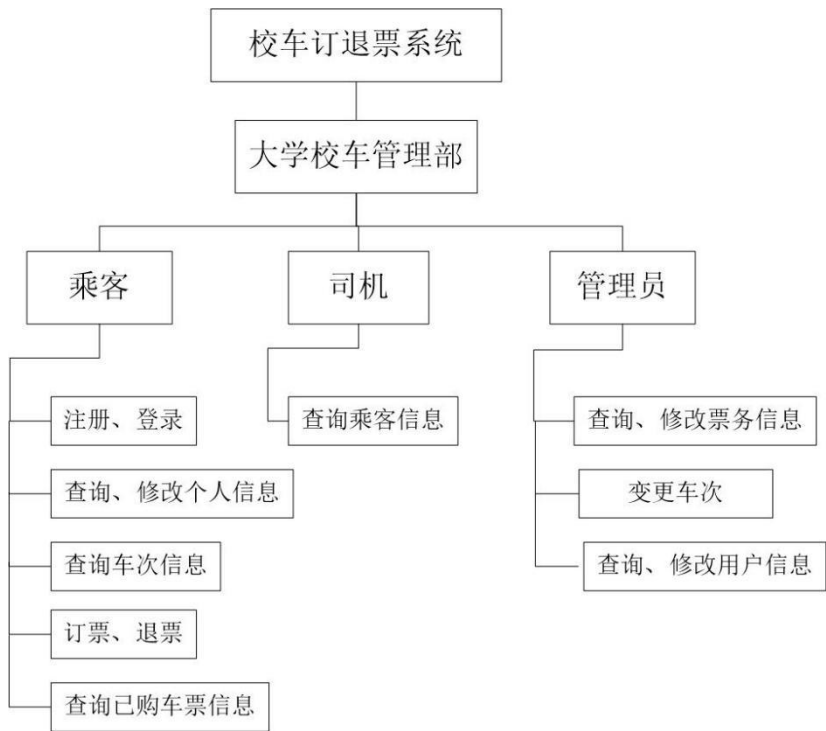 校车订退票系统
大学校车管理部
乘客
司机
管理员
注册、登录
查询乘客信息
查询、修改票务信息
查询、修改个人信息
变更车次
查询车次信息
查询、修改用户信息
订票、退票
查询已购车票信息